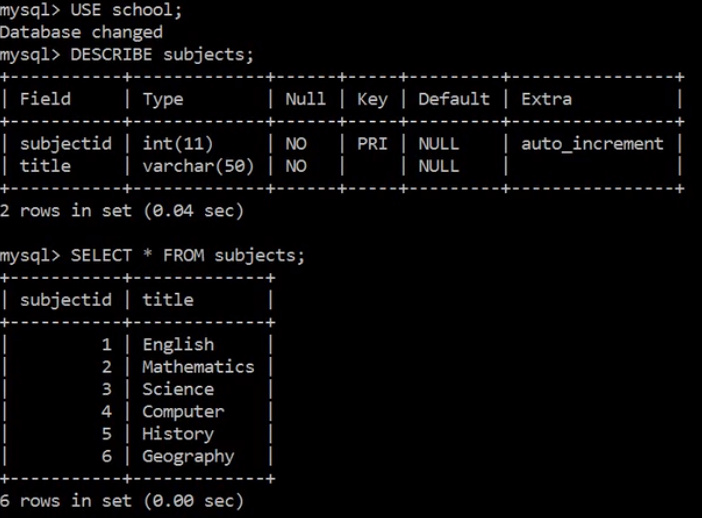 mysql> USE school;
Database changed
mysql> DESCRIBE subjects;
+-----------+-------------+------+-----+---------+----------------+
| Field     | Type        | Null | Key | Default | Extra          |
+-----------+-------------+------+-----+---------+----------------+
| subjectid | int(11)     | NO   | PRI | NULL    | auto_increment |
| title     | varchar(50) | NO   |     | NULL    |                |
+-----------+-------------+------+-----+---------+----------------+
2 rows in set (0.04 sec)
mysql> SELECT * FROM subjects;
+-----------+-------------+
| subjectid | title       |
+-----------+-------------+
|         1 | English     |
|         2 | Mathematics |
|         3 | Science     |
|         4 | Computer    |
|         5 | History     |
|         6 | Geography   |
+-----------+-------------+
6 rows in set (0.00 sec)